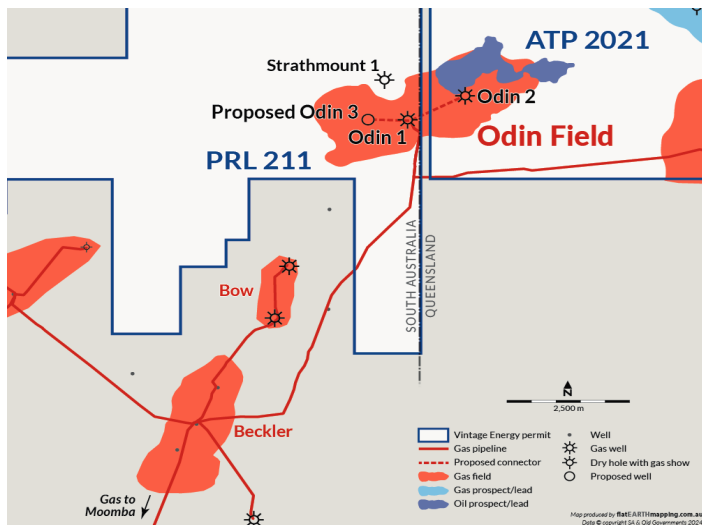 ATP 2021
Strathmount 1
Odin 2
Proposed Odin 3
Odin 1
Odin Field
PRL 211
SOUTH AUSTRALIA
QUEENSLAND
Bow
Beckler
Gas to
Moomba
N
2,500 m
Vintage Energy permit
Gas pipeline
Proposed connector
Gas field
Gas prospect/lead
Oil prospect/lead
Well
Gas well
Dry hole with gas show
Proposed well
Map produced by flatEARTHmapping.com.au
Data © copyright SA & Qld Governments 2024